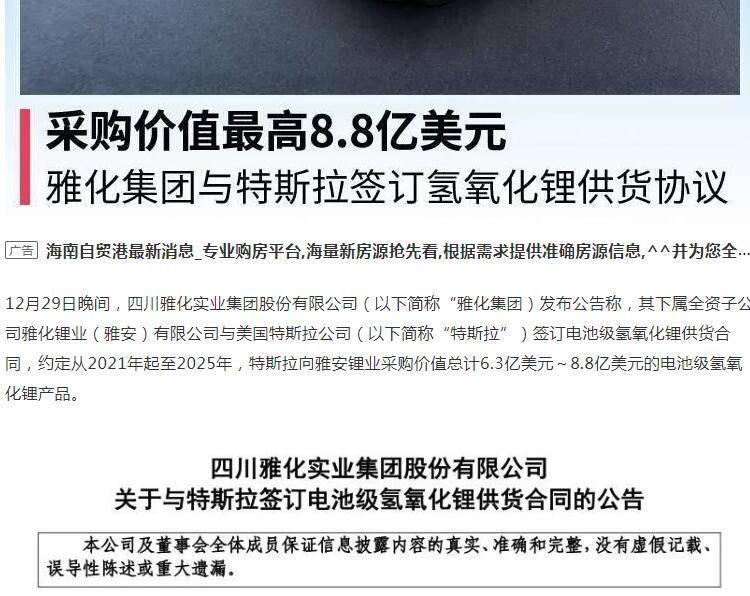 采购价值最高8.8亿美元
雅化集团与特斯拉签订氢氧化锂供货协议
广告 海南自贸港最新消息_专业购房平台,海量新房源抢先看,根据需求提供准确房源信息,^^并为您全...
12月29日晚间，四川雅化实业集团股份有限公司（以下简称“雅化集团）发布公告称，其下属全资子公
司雅化锂业（雅安）有限公司与美国特斯拉公司（以下简称“特斯拉”）签订电池级氢氧化锂供货合
同，约定从2021年起至2025年，特斯拉向雅安锂业采购价值总计6.3亿美元～8.8亿美元的电池级氢氧
化锂产品。
四川雅化实业集团股份有限公司
关于与特斯拉签订电池级氢氧化锂供货合同的公告
本公司及董事会全体成员保证信息披露内容的真实、准确和完整，没有虚假记载、
误导性陈述或重大遗漏。